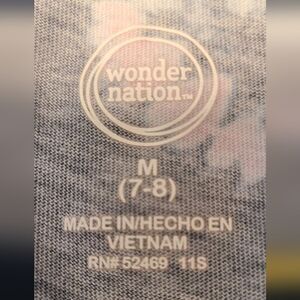 wonder
nation™
M
(7-8)
MADE IN/HECHO EN
VIETNAM
RN# 52469 11S